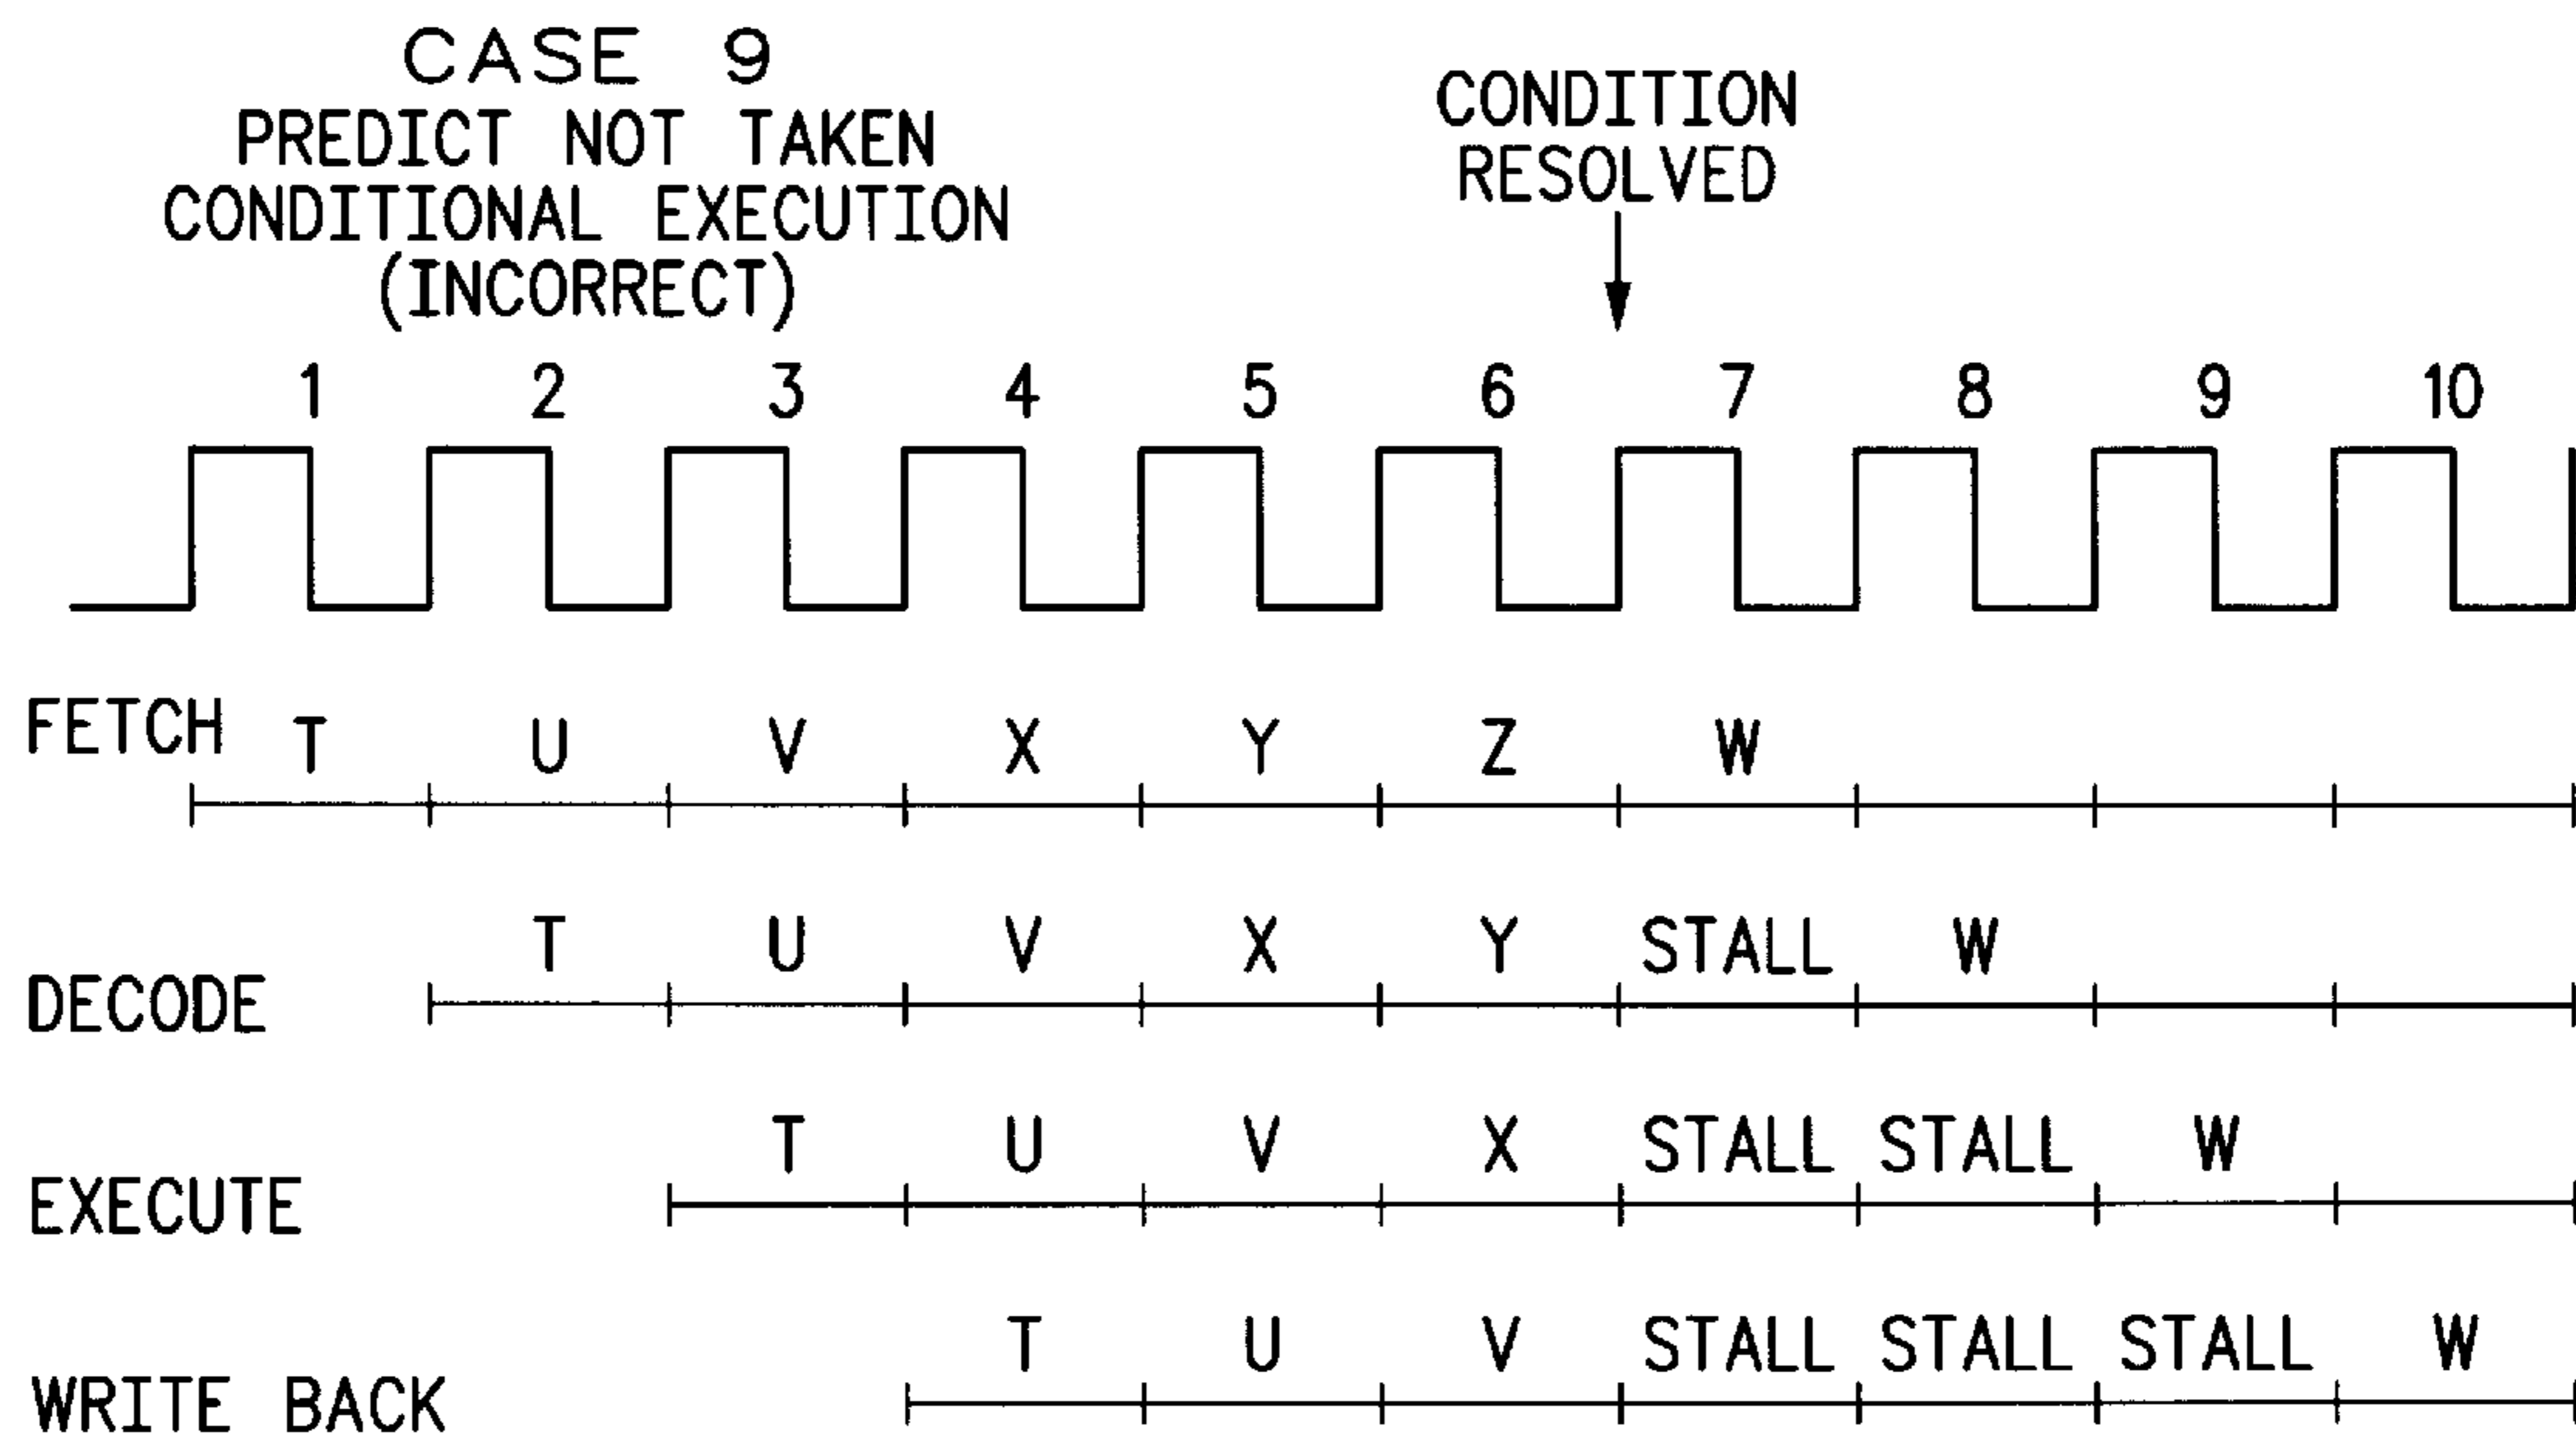 CASE 9
PREDICT NOT TAKEN
CONDITIONAL EXECUTION
(INCORRECT)
CONDITION
RESOLVED
1 2 3 4 5 6 7 8 9 10
FETCH T U V X Y Z W
DECODE T U V X Y STALL W
EXECUTE T U V X STALL STALL W
WRITE BACK T U V STALL STALL STALL W